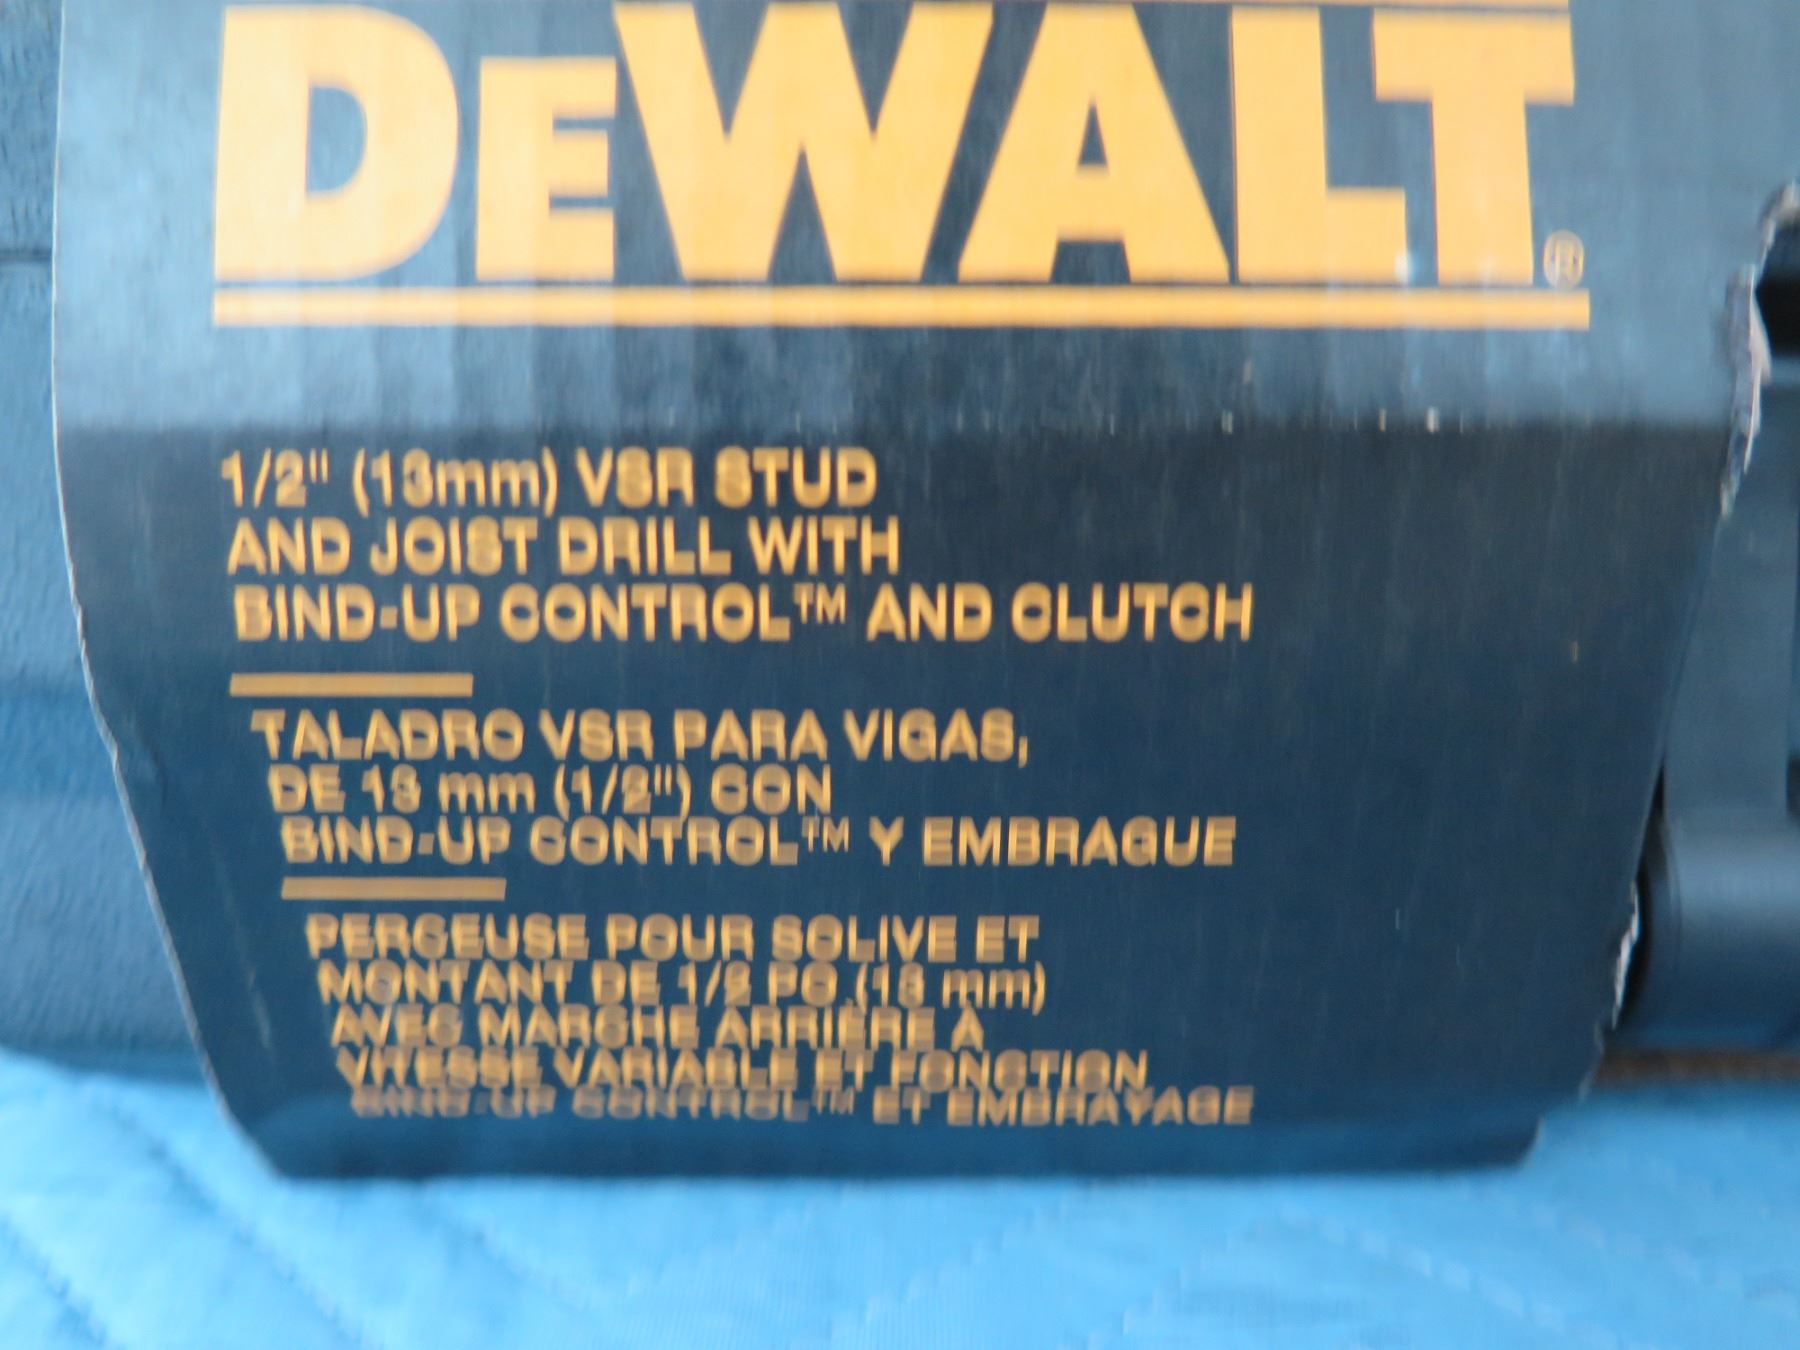 DEWALT®
1/2" (13mm) VSR STUD
AND JOIST DRILL WITH
BIND-UP CONTROL™ AND CLUTCH
TALADRO VSR PARA VIGAS,
DE 13 mm (1/2") CON
BIND-UP CONTROL™ Y EMBRAGUE
PERCEUSE POUR SOLIVE ET
MONTANT DE 1/2 PO (13 mm)
AVEC MARCHE ARRIÈRE À
VITESSE VARIABLE ET FONCTION
BIND-UP CONTROL™ ET EMBRAYAGE